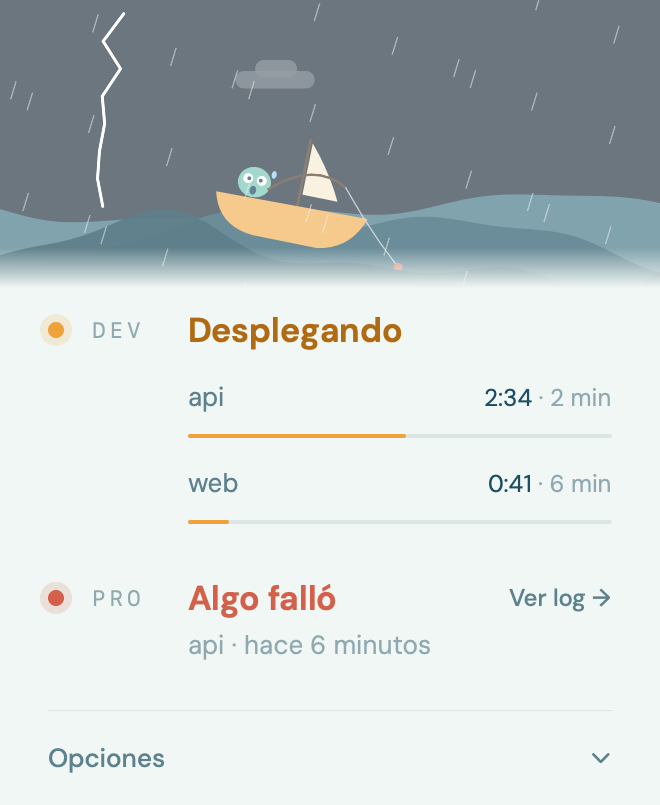 DEV Desplegando
api 2:34 · 2 min
web 0:41 · 6 min
PRO Algo falló Ver log →
api · hace 6 minutos
Opciones